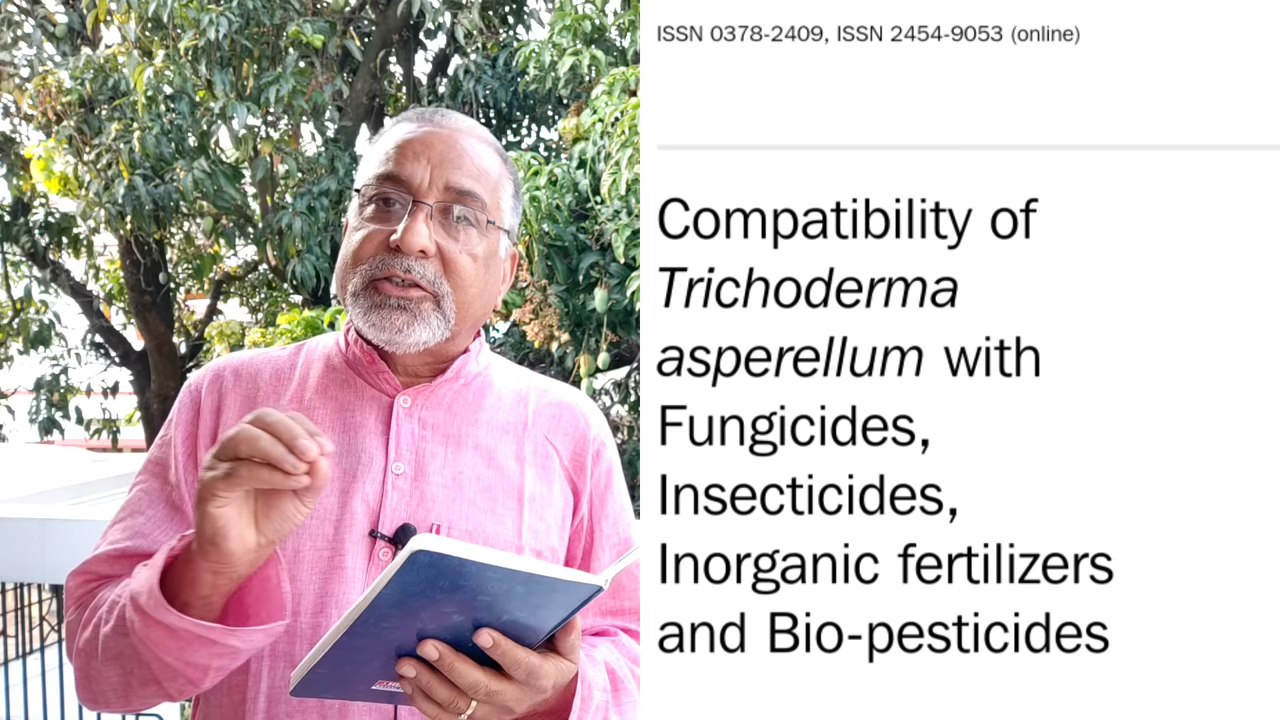 ISSN 0378-2409, ISSN 2454-9053 (online)
Compatibility of
Trichoderma
asperellum with
Fungicides,
Insecticides,
Inorganic fertilizers
and Bio-pesticides